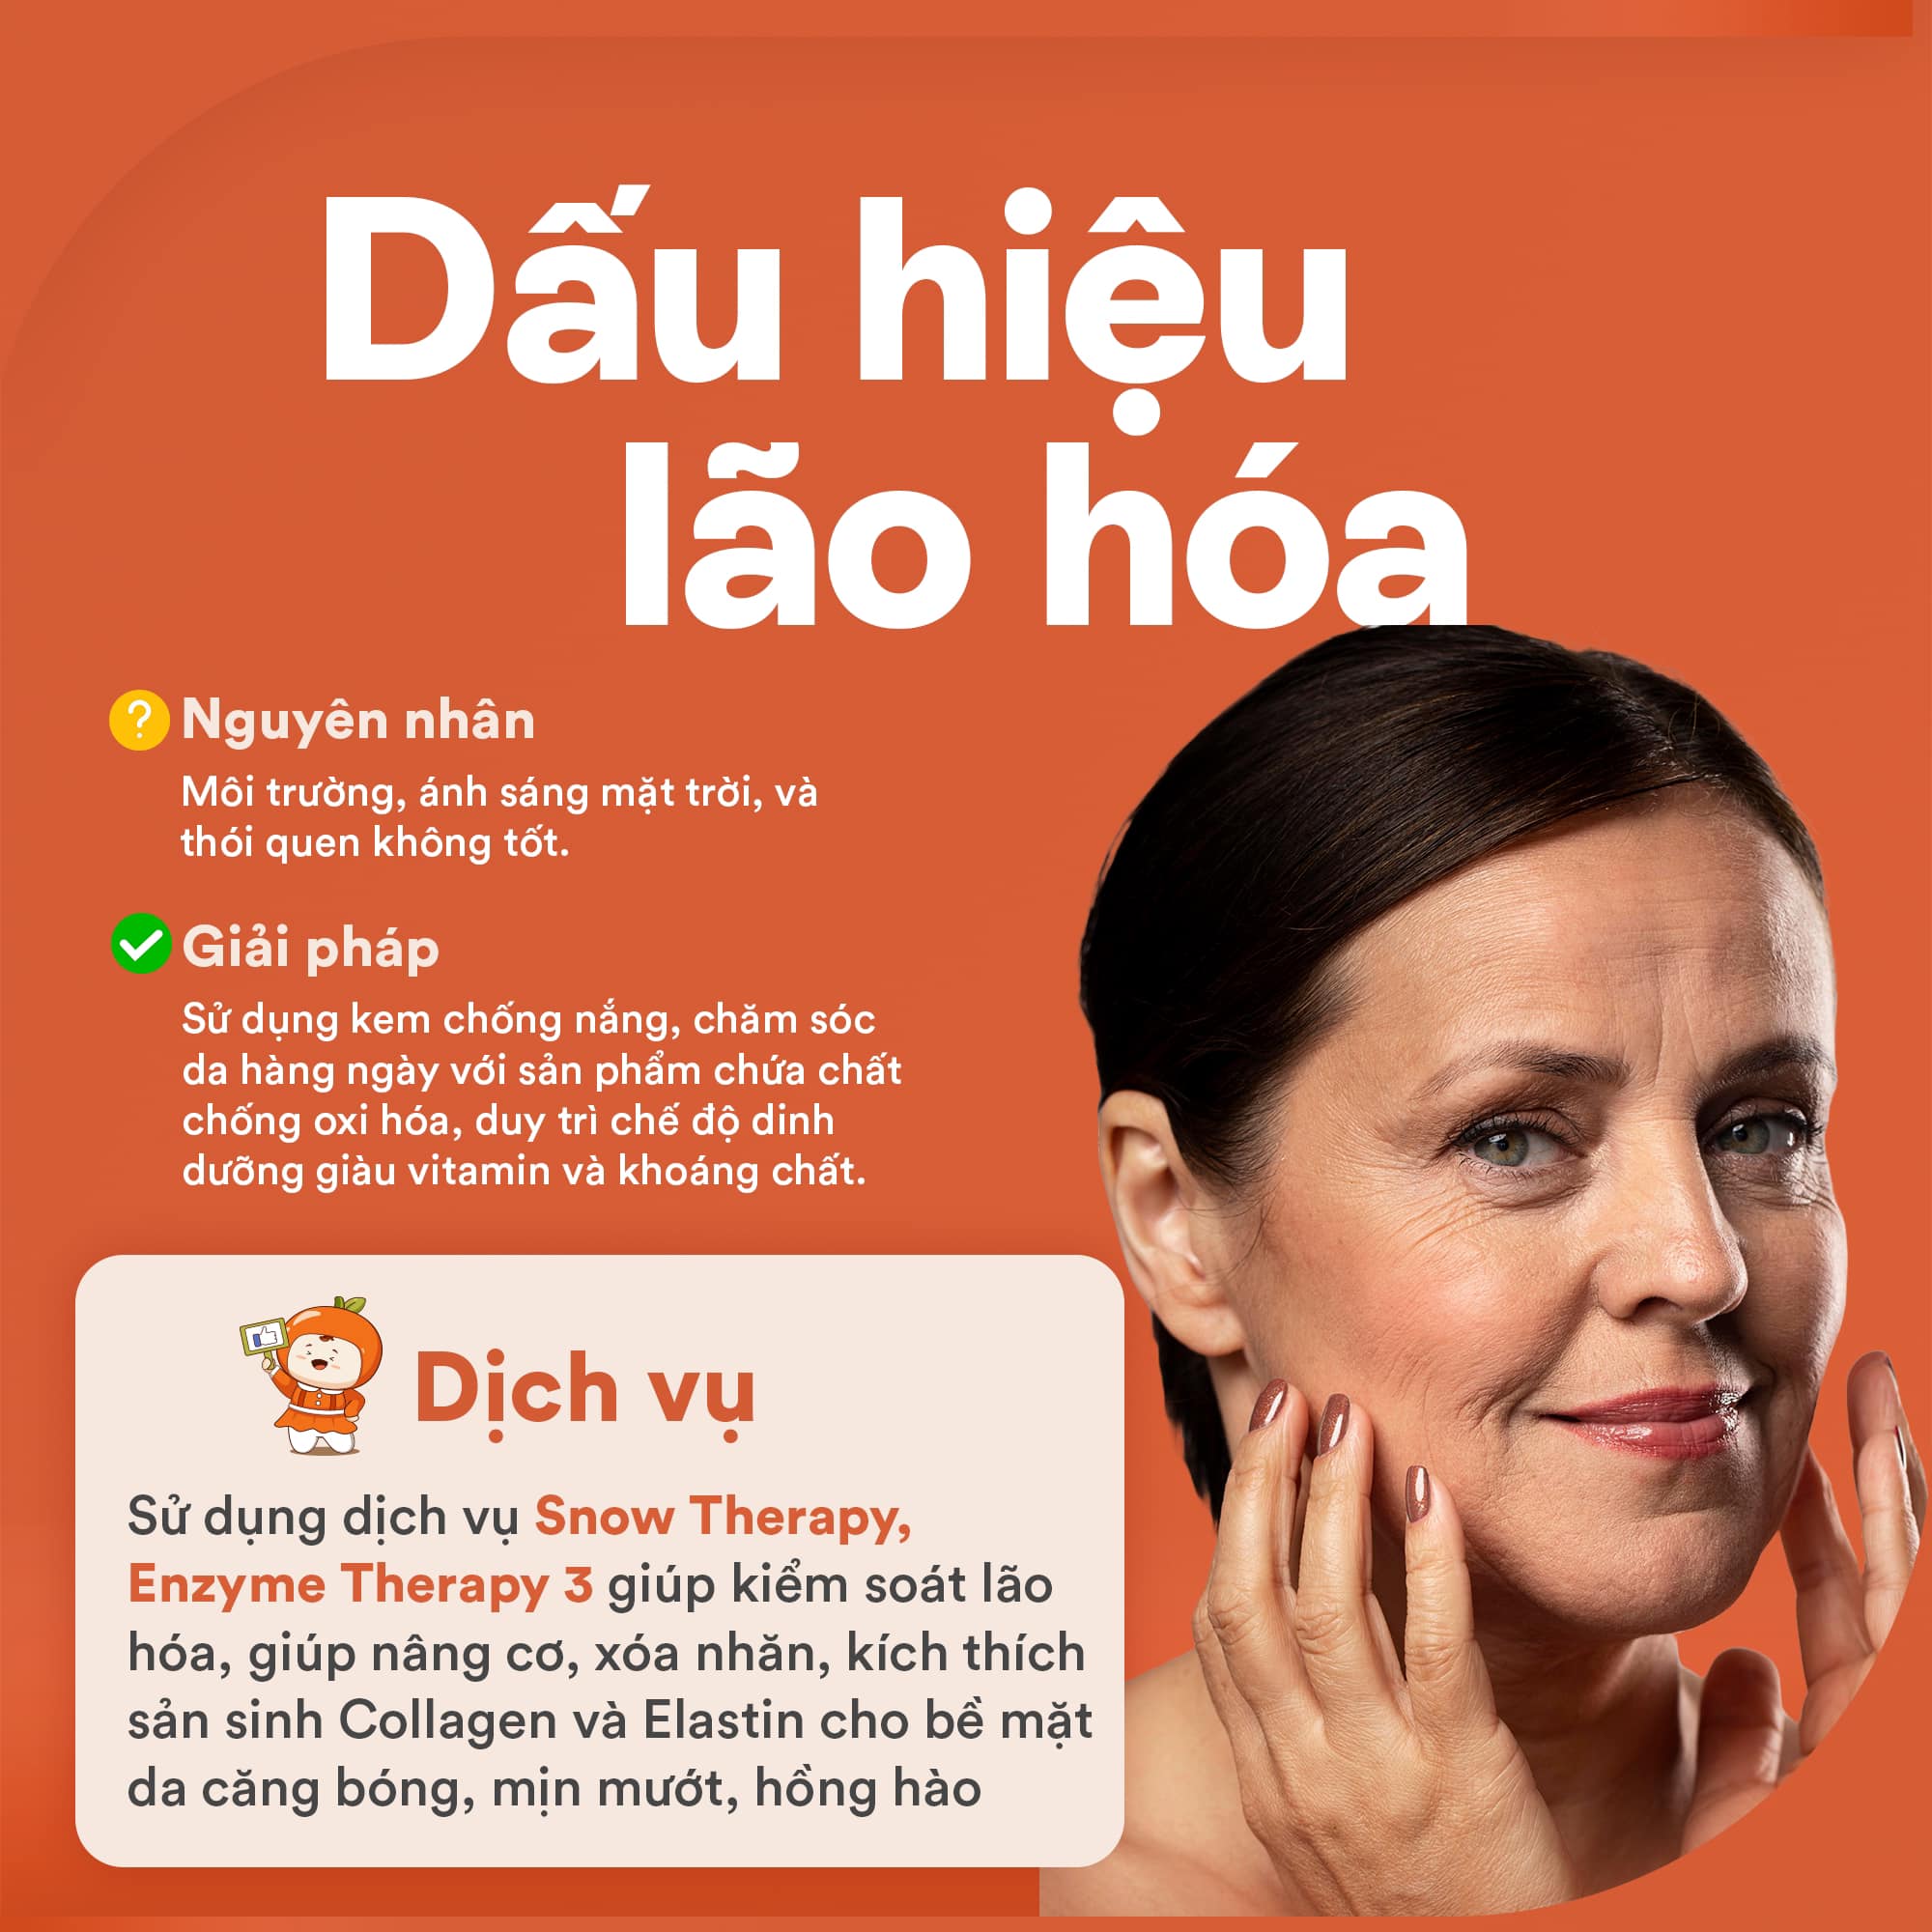 Dấu hiệu
lão hóa
?
Nguyên nhân
Môi trường, ánh sáng mặt trời, và
thói quen không tốt.
Giải pháp
Sử dụng kem chống nắng, chăm sóc
da hàng ngày với sản phẩm chứa chất
chống oxi hóa, duy trì chế độ dinh
dưỡng giàu vitamin và khoáng chất.
Dịch vụ
Sử dụng dịch vụ Snow Therapy,
Enzyme Therapy 3 giúp kiểm soát lão
hóa, giúp nâng cơ, xóa nhăn, kích thích
sản sinh Collagen và Elastin cho bề mặt
da căng bóng, mịn mướt, hồng hào